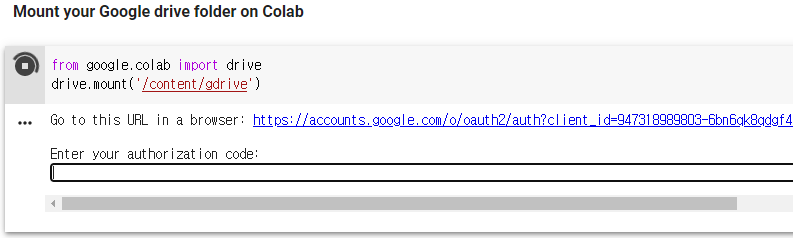 Mount your Google drive folder on Colab
from google.colab import drive
drive.mount('/content/gdrive')
Go to this URL in a browser: https://accounts.google.com/o/oauth2/auth?client_id=947318989803-6bn6qk8qdgf4
Enter your authorization code: